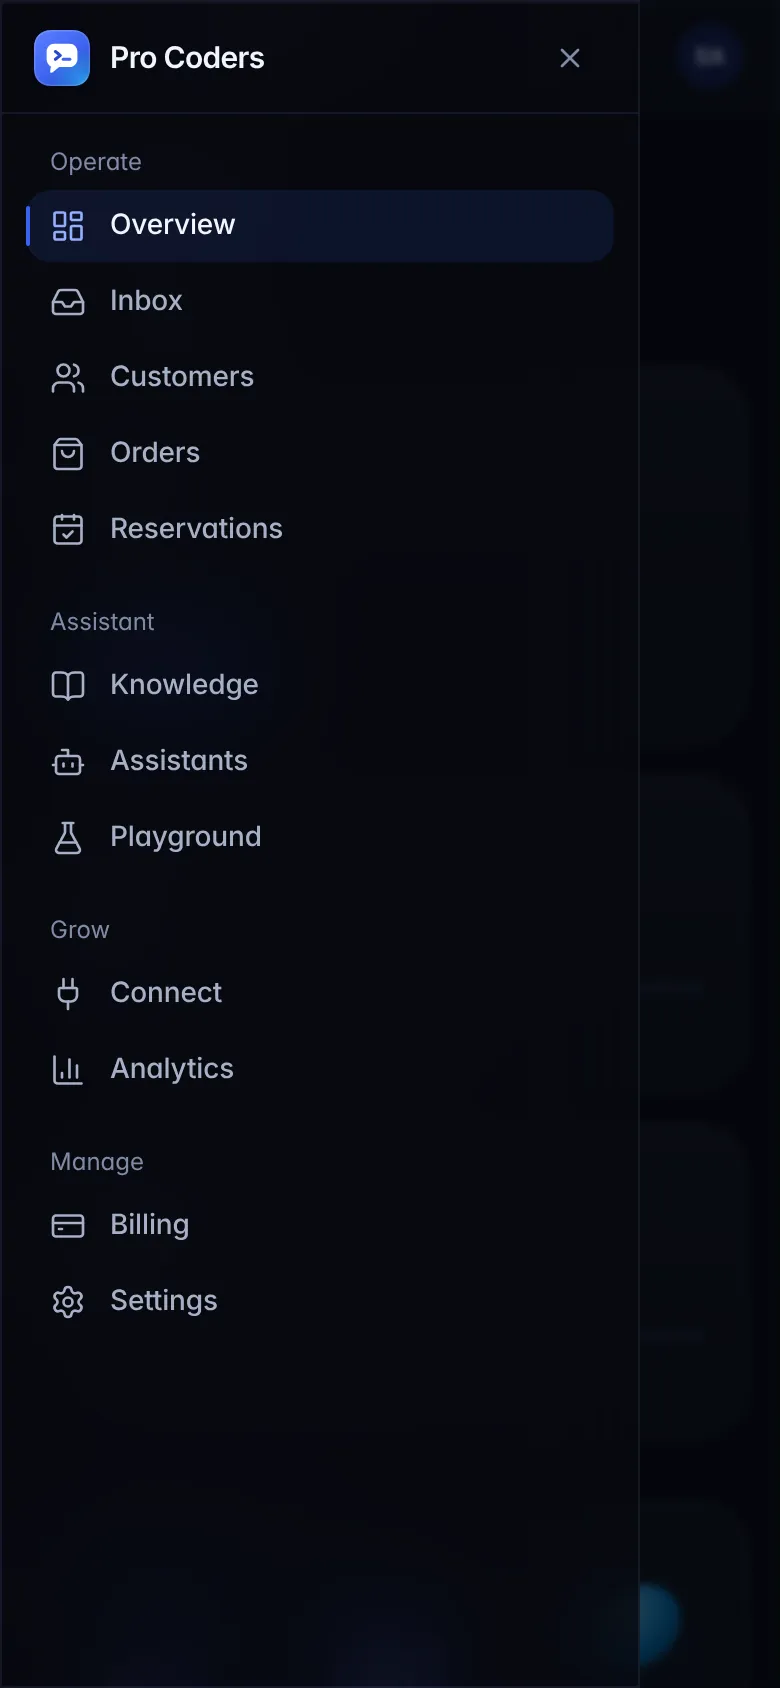 Pro Coders
Operate
Overview
Inbox
Customers
Orders
Reservations
Assistant
Knowledge
Assistants
Playground
Grow
Connect
Analytics
Manage
Billing
Settings